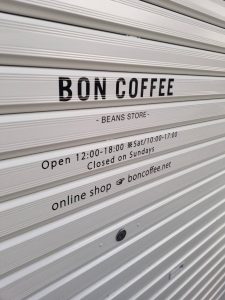 BON COFFEE
- BEANS STORE -
Open 12:00-18:00 ※Sat/10:00-17:00
Closed on Sundays
online shop ☞ boncoffee.net